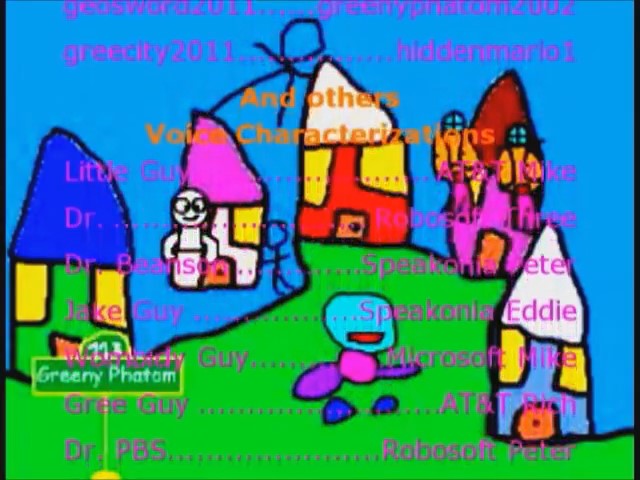 geosword2011......greenyphatom2002
greecity2011................hiddenmario1
And others
Voice Characterizations
Little Guy............................AT&T Mike
Dr. ............................Robosoft Three
Dr. Beanson...............Speakonia Peter
Jake Guy ................Speakonia Eddie
Guy...............Microsoft Mike
Gree Guy ........................AT&T Rich
Dr. PBS.....................Robosoft Peter
113
Greeny Phatom